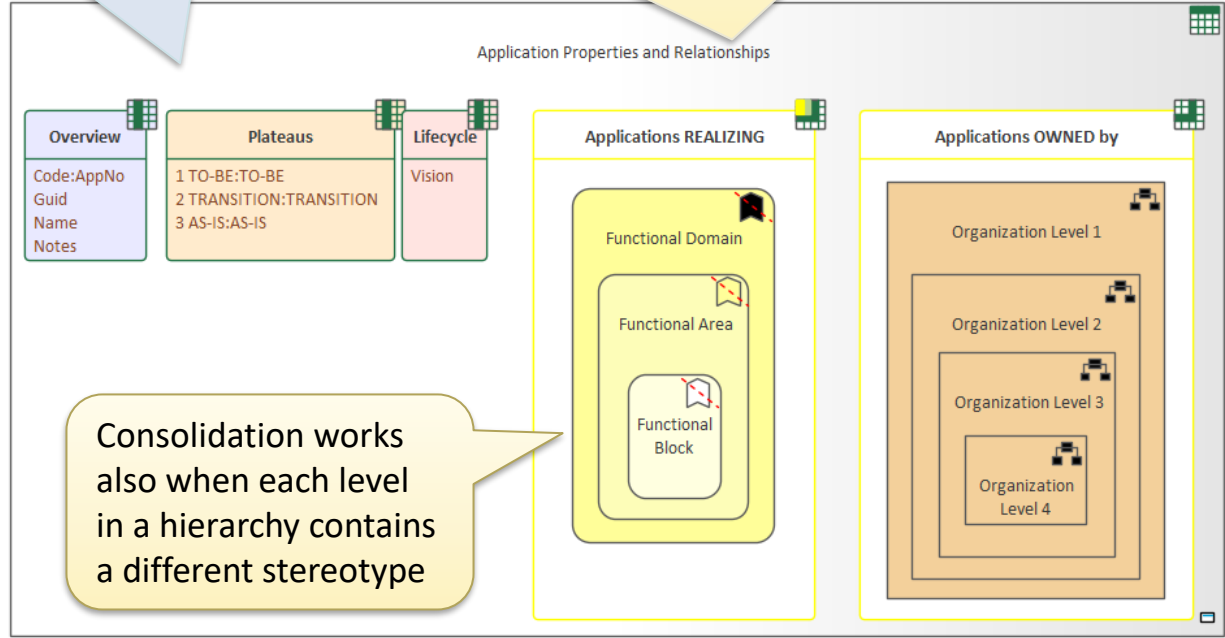 Application Properties and Relationships
Overview
Code:AppNo
Guid
Name
Notes
Plateaus
1 TO-BE:TO-BE
2 TRANSITION:TRANSITION
3 AS-IS:AS-IS
Lifecycle
Vision
Applications REALIZING
Functional Domain
Functional Area
Functional
Block
Applications OWNED by
Organization Level 1
Organization Level 2
Organization Level 3
Organization
Level 4
Consolidation works
also when each level
in a hierarchy contains
a different stereotype